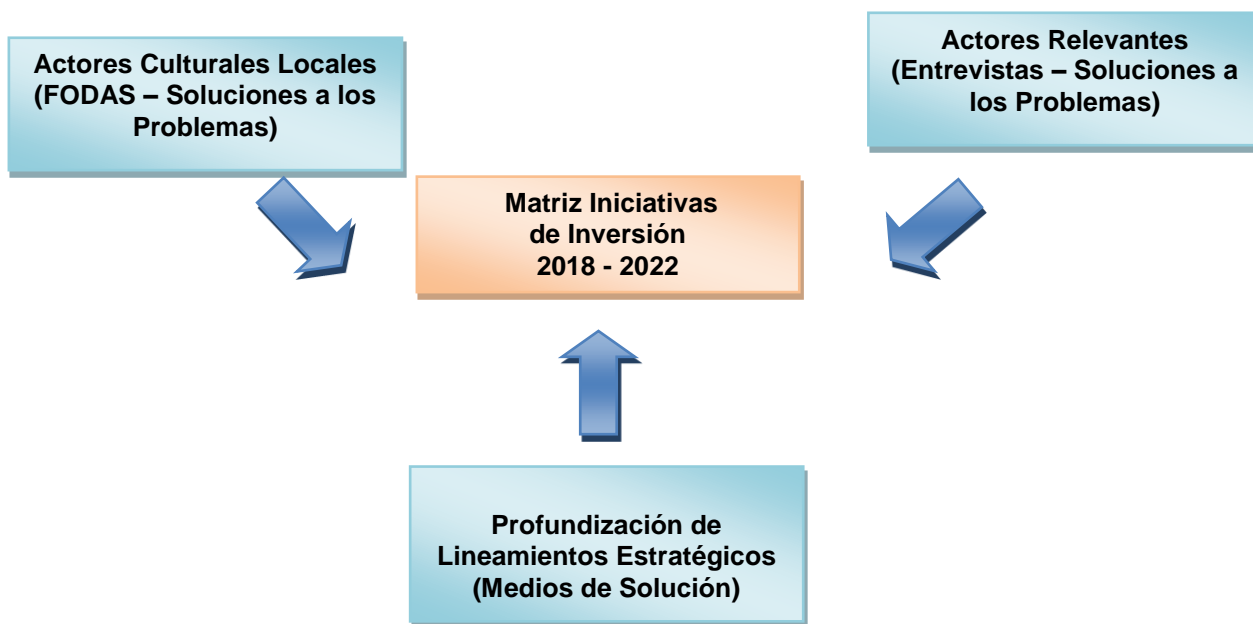 Actores Culturales Locales
(FODAS – Soluciones a los
Problemas)
Actores Relevantes
(Entrevistas – Soluciones a
los Problemas)
Matriz Iniciativas
de Inversión
2018 - 2022
Profundización de
Lineamientos Estratégicos
(Medios de Solución)